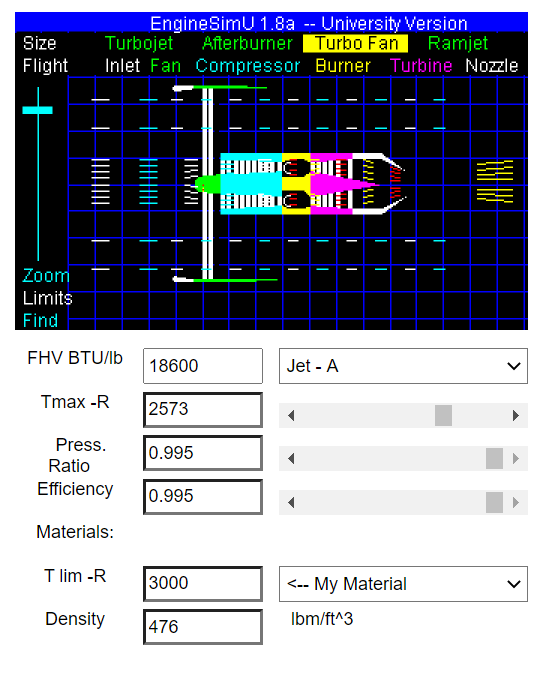 EngineSimU 1.8a -- University Version
Size Turbojet Afterburner Turbo Fan Ramjet
Flight Inlet Fan Compressor Burner Turbine Nozzle
Zoom
Limits
Find
FHV BTU/lb 18600 Jet - A
Tmax -R 2573
Press.
Ratio 0.995
Efficiency 0.995
Materials:
T lim -R 3000 <-- My Material
Density 476 lbm/ft^3